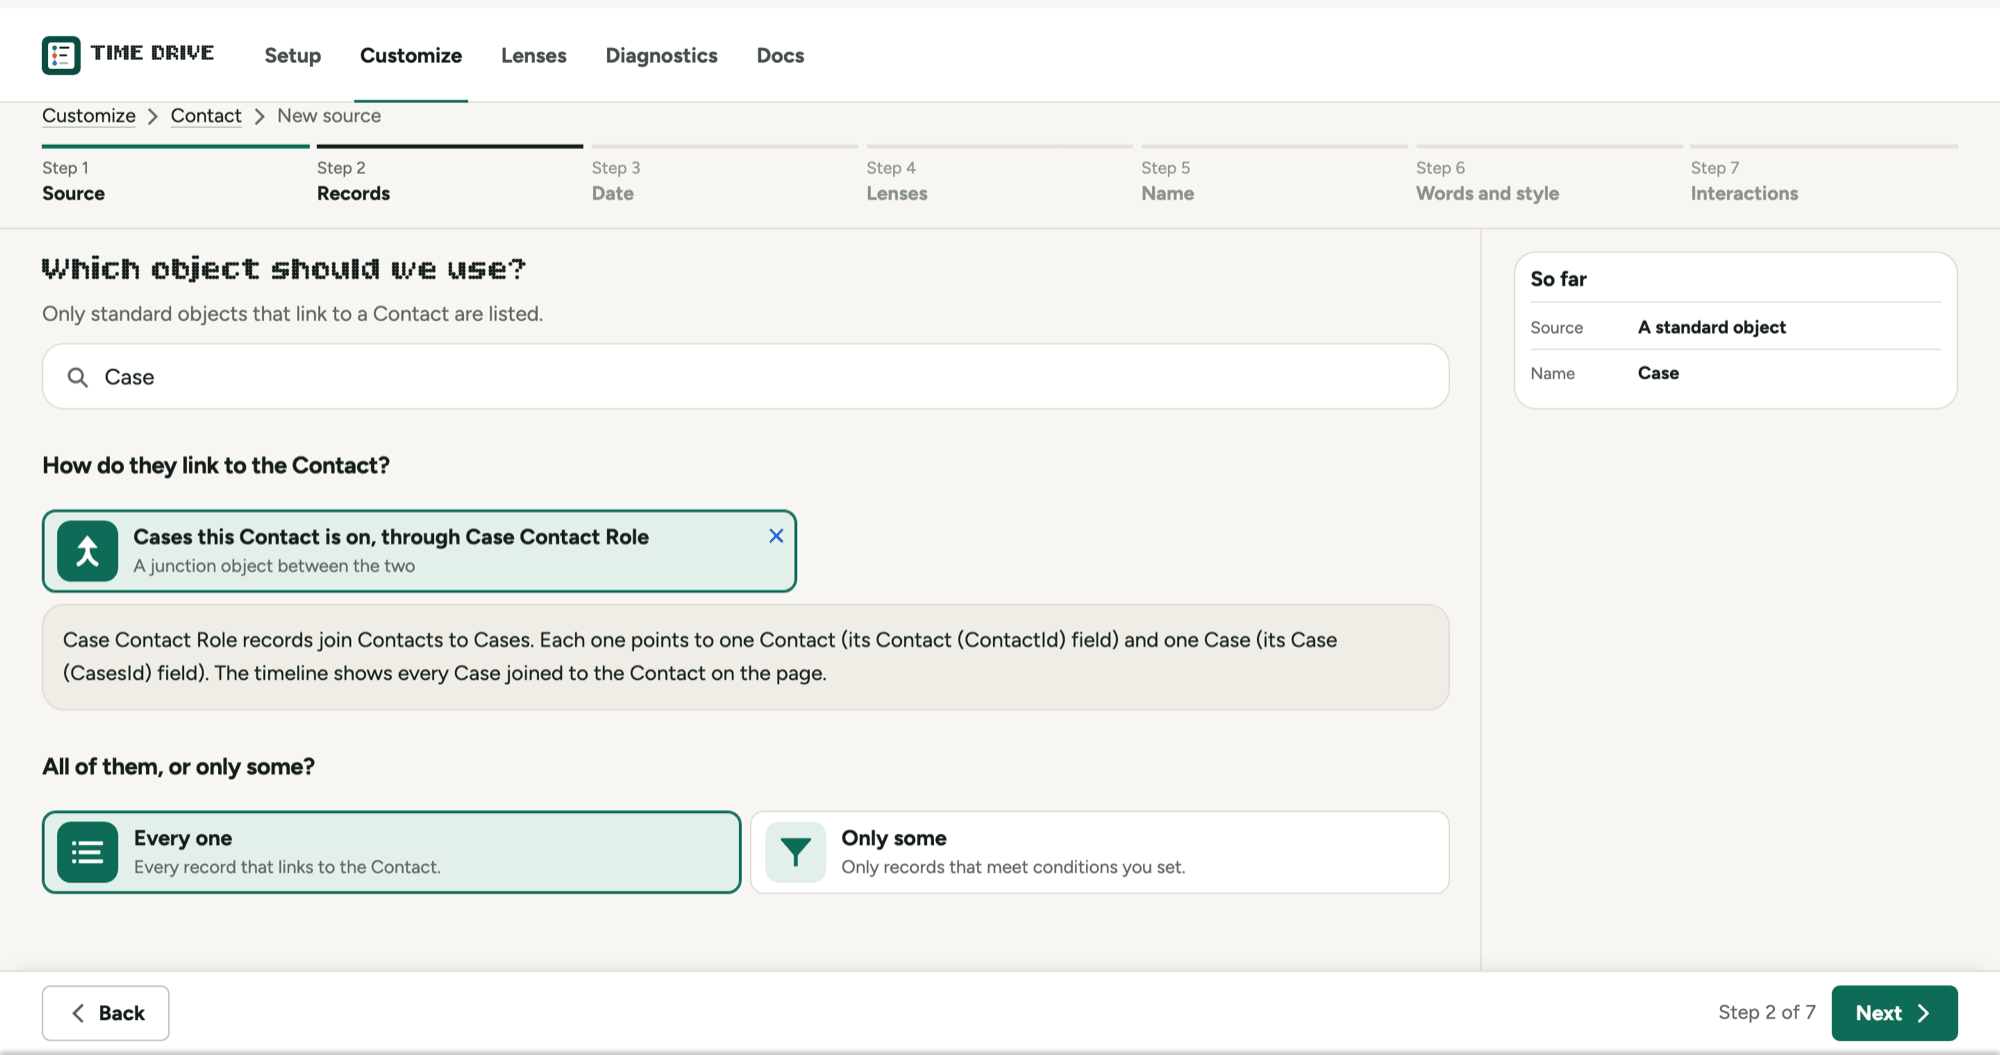 TIME DRIVE
Setup
Customize
Lenses
Diagnostics
Docs
Customize > Contact > New source
Step 1
Source
Step 2
Records
Step 3
Date
Step 4
Lenses
Step 5
Name
Step 6
Words and style
Step 7
Interactions
Which object should we use?
Only standard objects that link to a Contact are listed.
Case
How do they link to the Contact?
Cases this Contact is on, through Case Contact Role
A junction object between the two
Case Contact Role records join Contacts to Cases. Each one points to one Contact (its Contact (ContactId) field) and one Case (its Case
(CasesId) field). The timeline shows every Case joined to the Contact on the page.
All of them, or only some?
Every one
Every record that links to the Contact.
Only some
Only records that meet conditions you set.
So far
Source A standard object
Name Case
Back
Step 2 of 7
Next